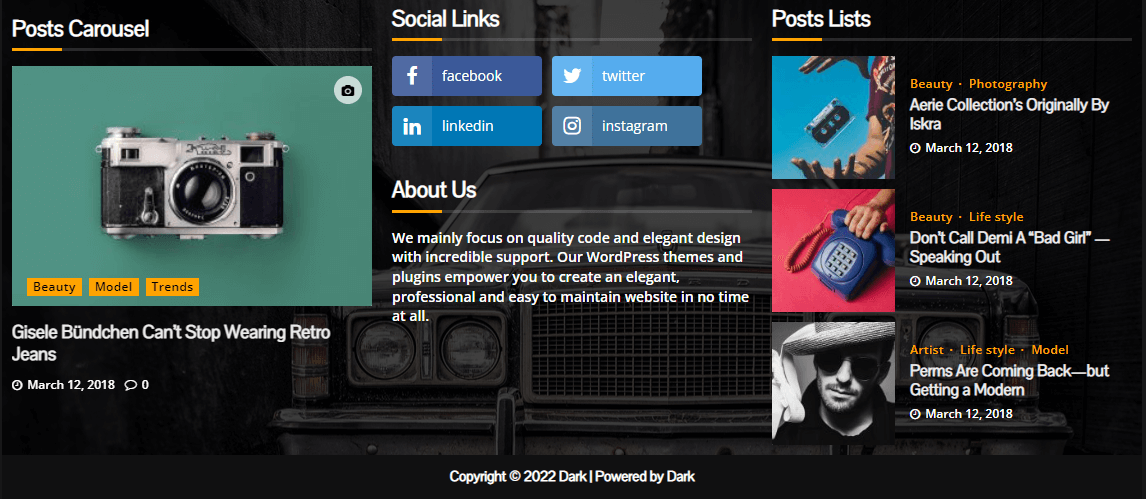 Posts Carousel
Beauty
Model
Trends
Gisele Bündchen Can't Stop Wearing Retro
Jeans
March 12, 2018
0
Social Links
facebook
twitter
linkedin
instagram
About Us
We mainly focus on quality code and elegant design
with incredible support. Our WordPress themes and
plugins empower you to create an elegant,
professional and easy to maintain website in no time
at all.
Posts Lists
Beauty · Photography
Aerie Collection's Originally By
Iskra
March 12, 2018
Beauty · Life style
Don't Call Demi A “Bad Girl” —
Speaking Out
March 12, 2018
Artist · Life style · Model
Perms Are Coming Back—but
Getting a Modern
March 12, 2018
Copyright © 2022 Dark | Powered by Dark